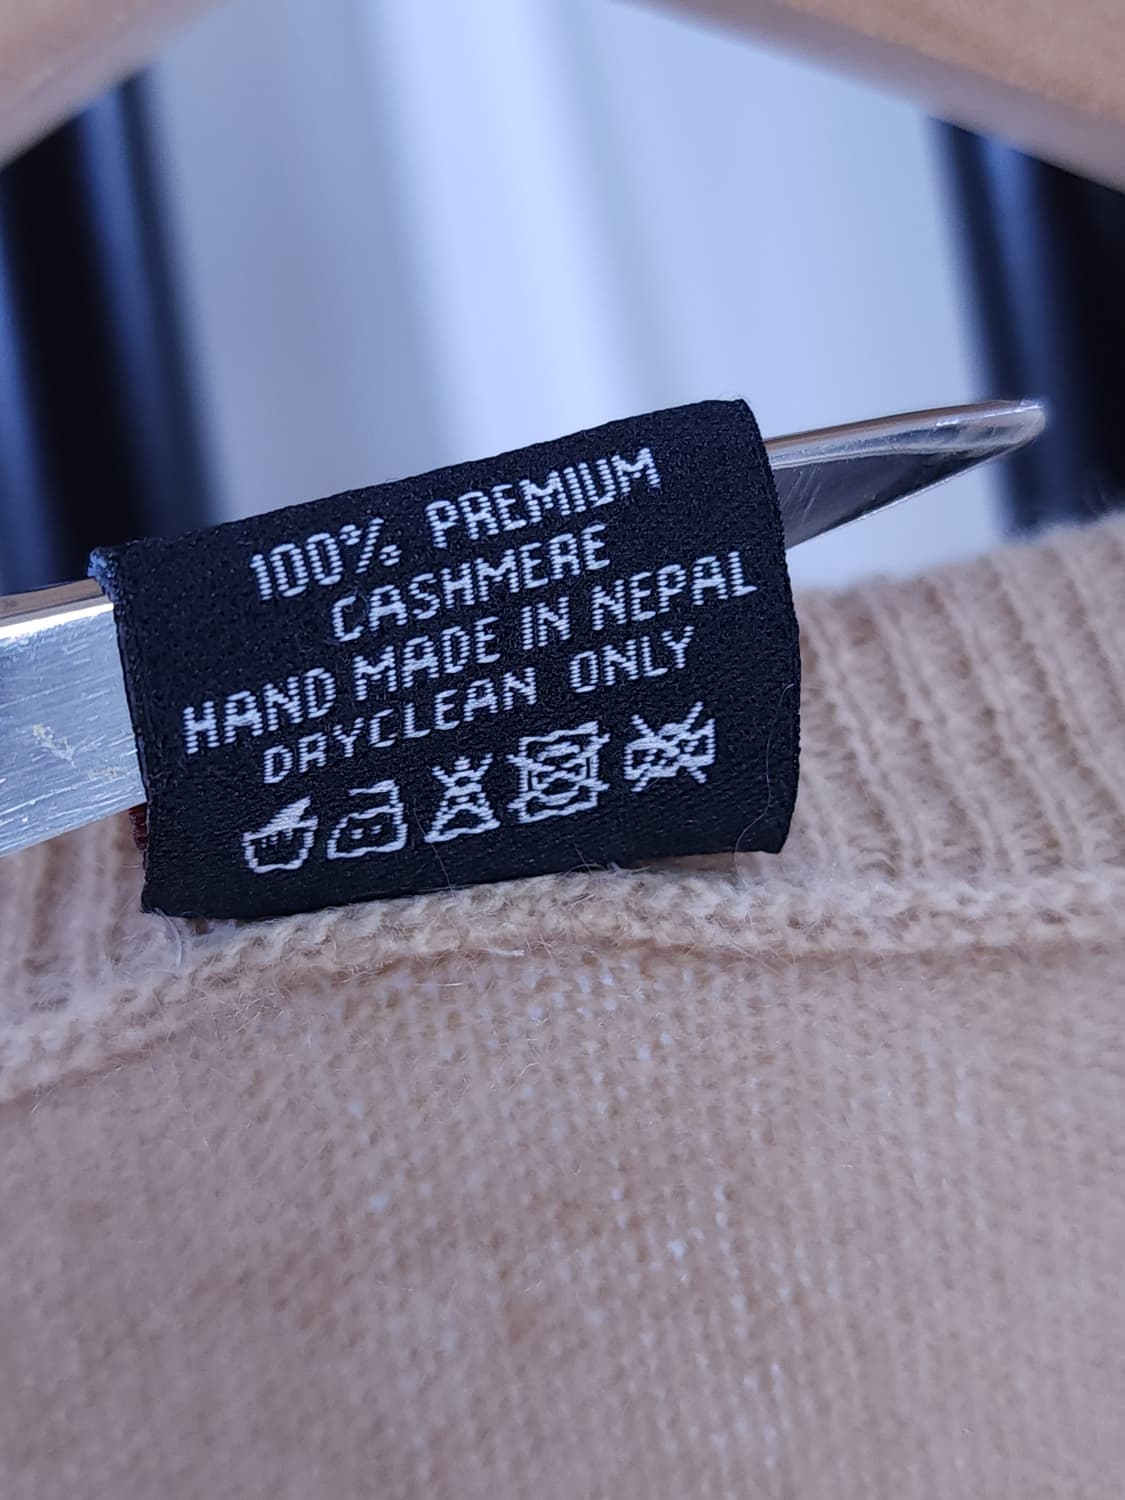 100% PREMIUM
CASHMERE
HAND MADE IN NEPAL
DRYCLEAN ONLY